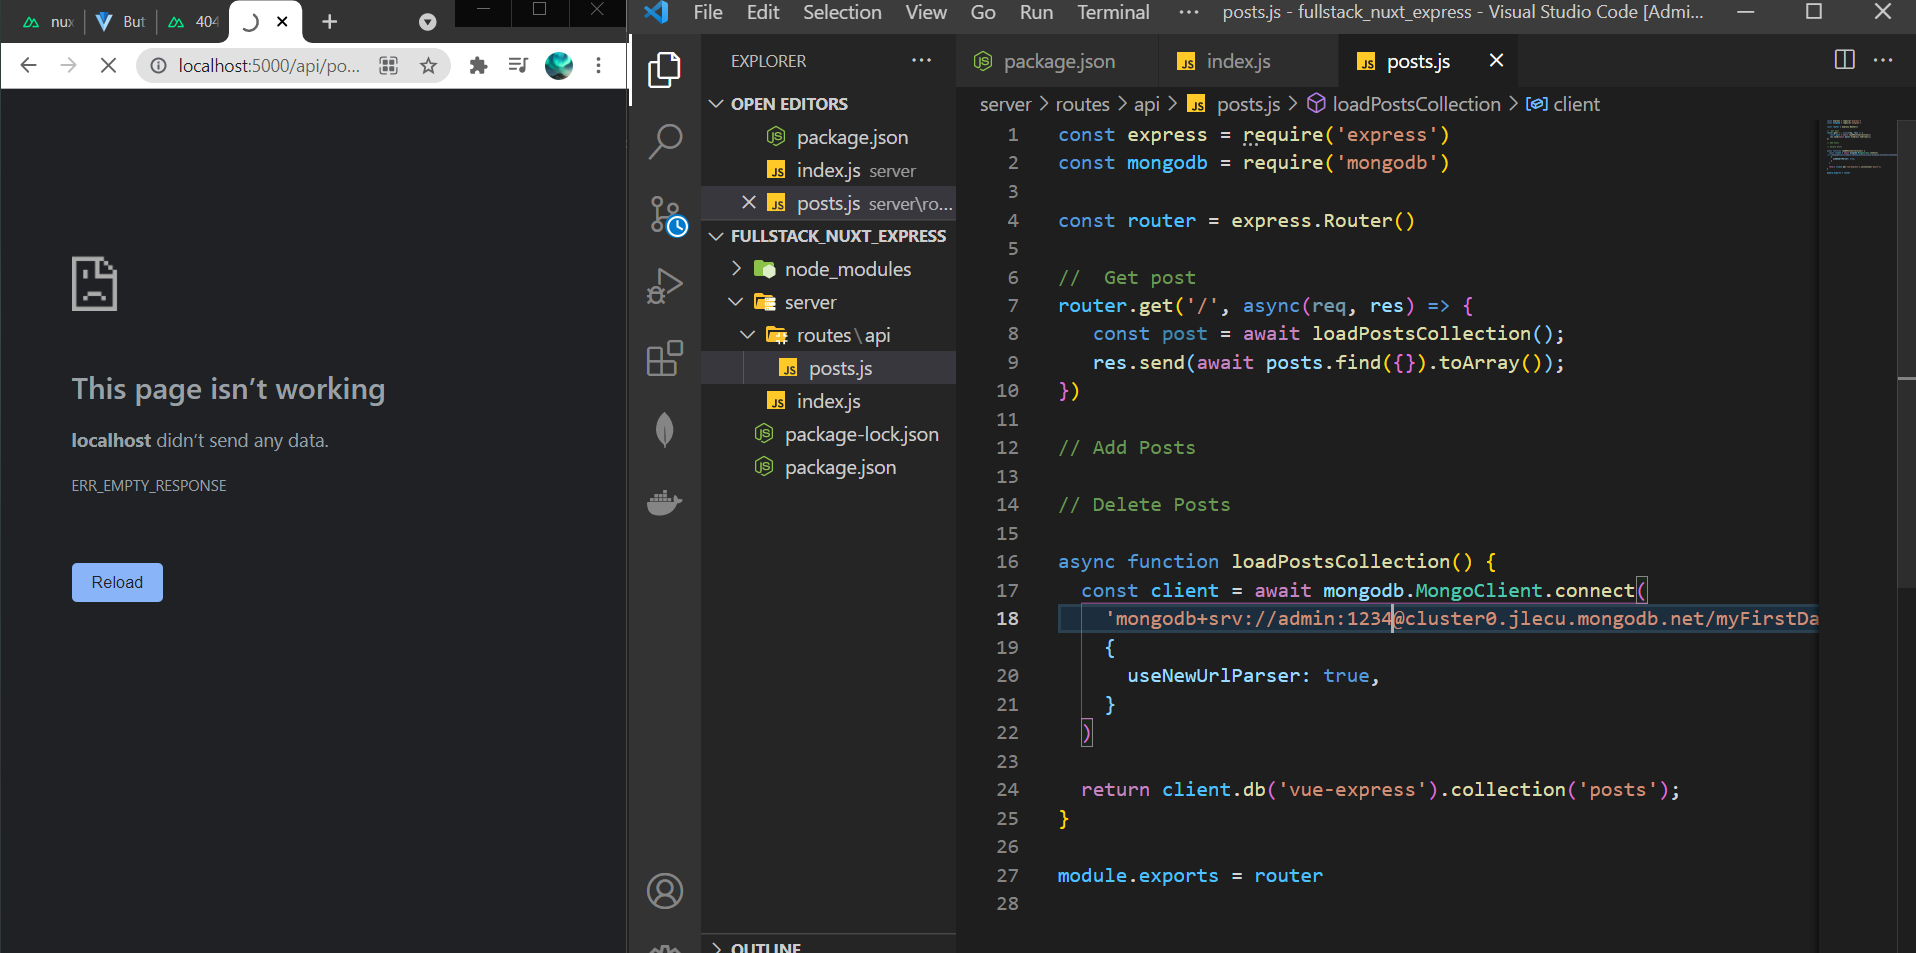 nux
But
404
localhost:5000/api/po...
This page isn’t working
localhost didn’t send any data.
ERR_EMPTY_RESPONSE
Reload
File Edit Selection View Go Run Terminal ··· posts.js - fullstack_nuxt_express - Visual Studio Code [Admi...
EXPLORER ···
OPEN EDITORS
package.json
index.js server
posts.js server\ro...
FULLSTACK_NUXT_EXPRESS
node_modules
server
routes\api
posts.js
index.js
package-lock.json
package.json
OUTLINE
package.json
index.js
posts.js
server > routes > api > JS posts.js > loadPostsCollection > client
1 const express = require('express')
2 const mongodb = require('mongodb')
3
4 const router = express.Router()
5
6 //  Get post
7 router.get('/', async(req, res) => {
8    const post = await loadPostsCollection();
9    res.send(await posts.find({}).toArray());
10 })
11
12 // Add Posts
13
14 // Delete Posts
15
16 async function loadPostsCollection() {
17   const client = await mongodb.MongoClient.connect(
18     'mongodb+srv://admin:1234@cluster0.jlecu.mongodb.net/myFirstDa
19     {
20       useNewUrlParser: true,
21     }
22   )
23
24   return client.db('vue-express').collection('posts');
25 }
26
27 module.exports = router
28